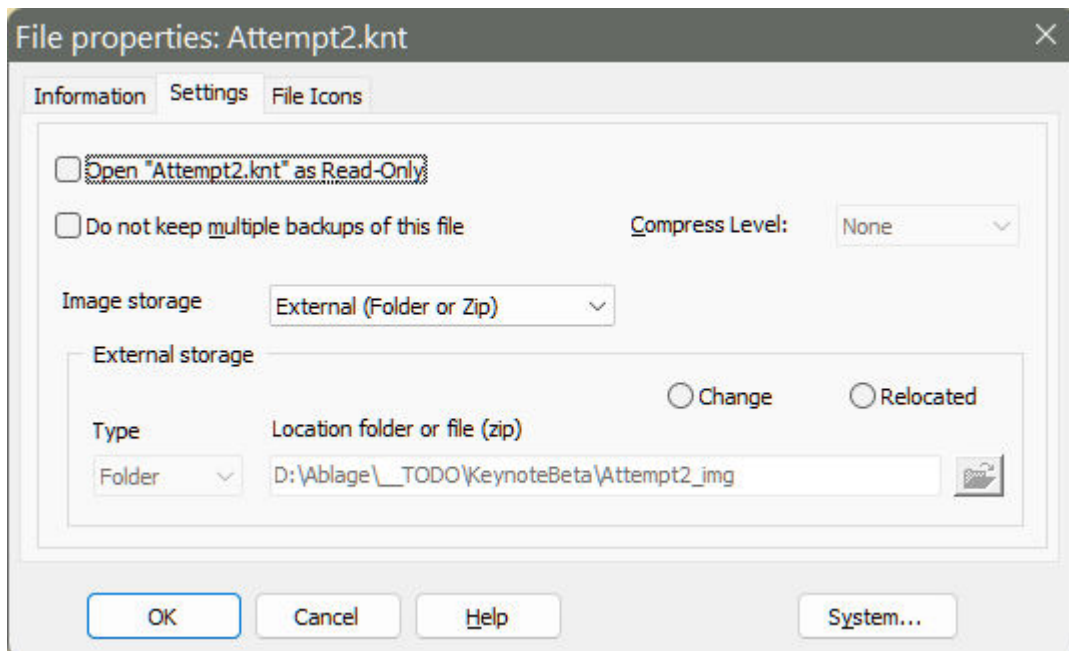 File properties: Attempt2.knt
Information Settings File Icons
Open "Attempt2.knt" as Read-Only
Do not keep multiple backups of this file Compress Level: None
Image storage External (Folder or Zip)
External storage
Change Relocated
Type Location folder or file (zip)
Folder D:\Ablage\__TODO\KeynoteBeta\Attempt2_img
OK Cancel Help System...